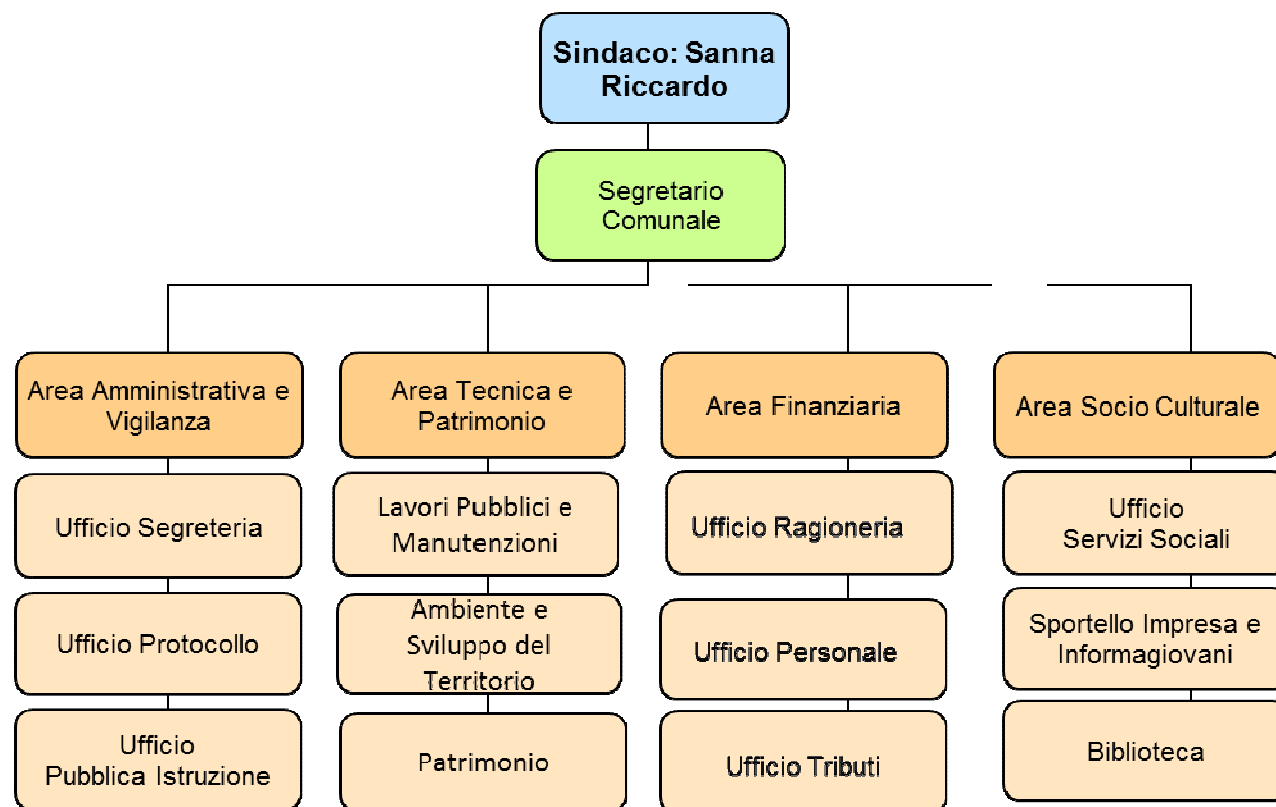 Sindaco: Sanna
Riccardo
Segretario
Comunale
Area Amministrativa e
Vigilanza
Area Tecnica e
Patrimonio
Area Finanziaria
Area Socio Culturale
Ufficio Segreteria
Lavori Pubblici e
Manutenzioni
Ufficio Ragioneria
Ufficio
Servizi Sociali
Ufficio Protocollo
Ambiente e
Sviluppo del
Territorio
Ufficio Personale
Sportello Impresa e
Informagiovani
Ufficio
Pubblica Istruzione
Patrimonio
Ufficio Tributi
Biblioteca